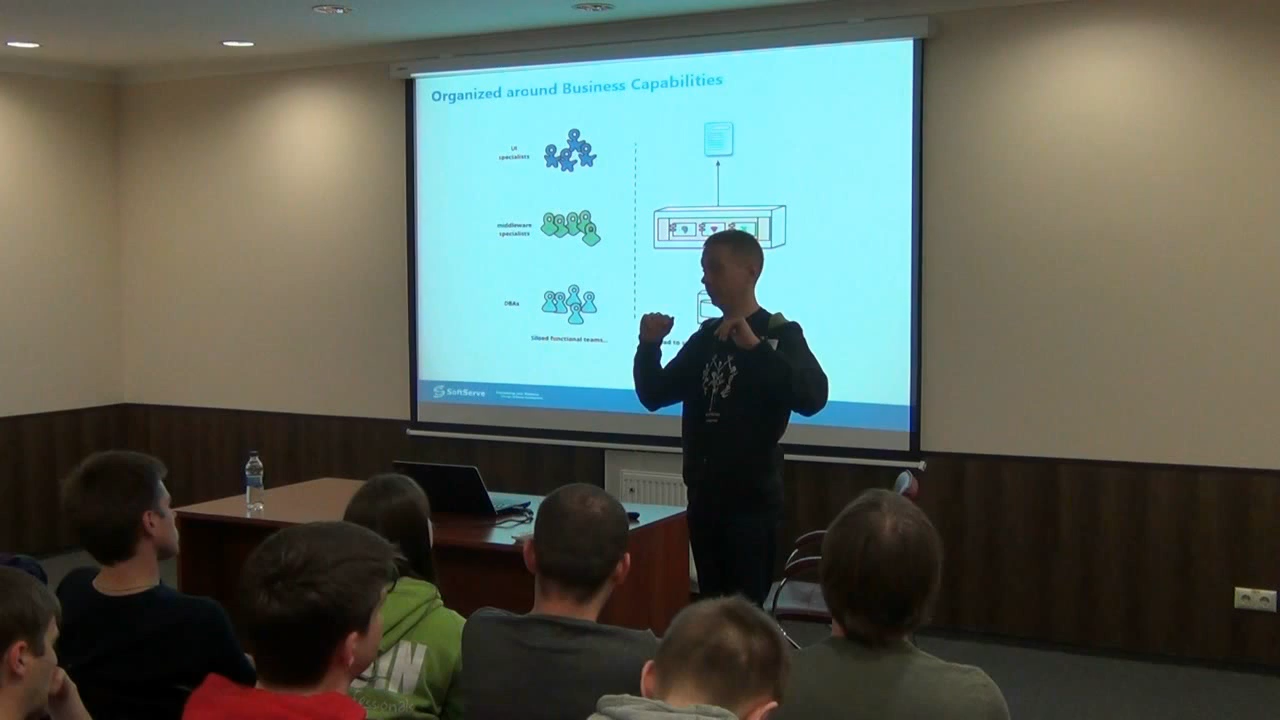 Organized around Business Capabilities
UI
specialists
middleware
specialists
DBAs
Siloed functional teams...
SoftServe